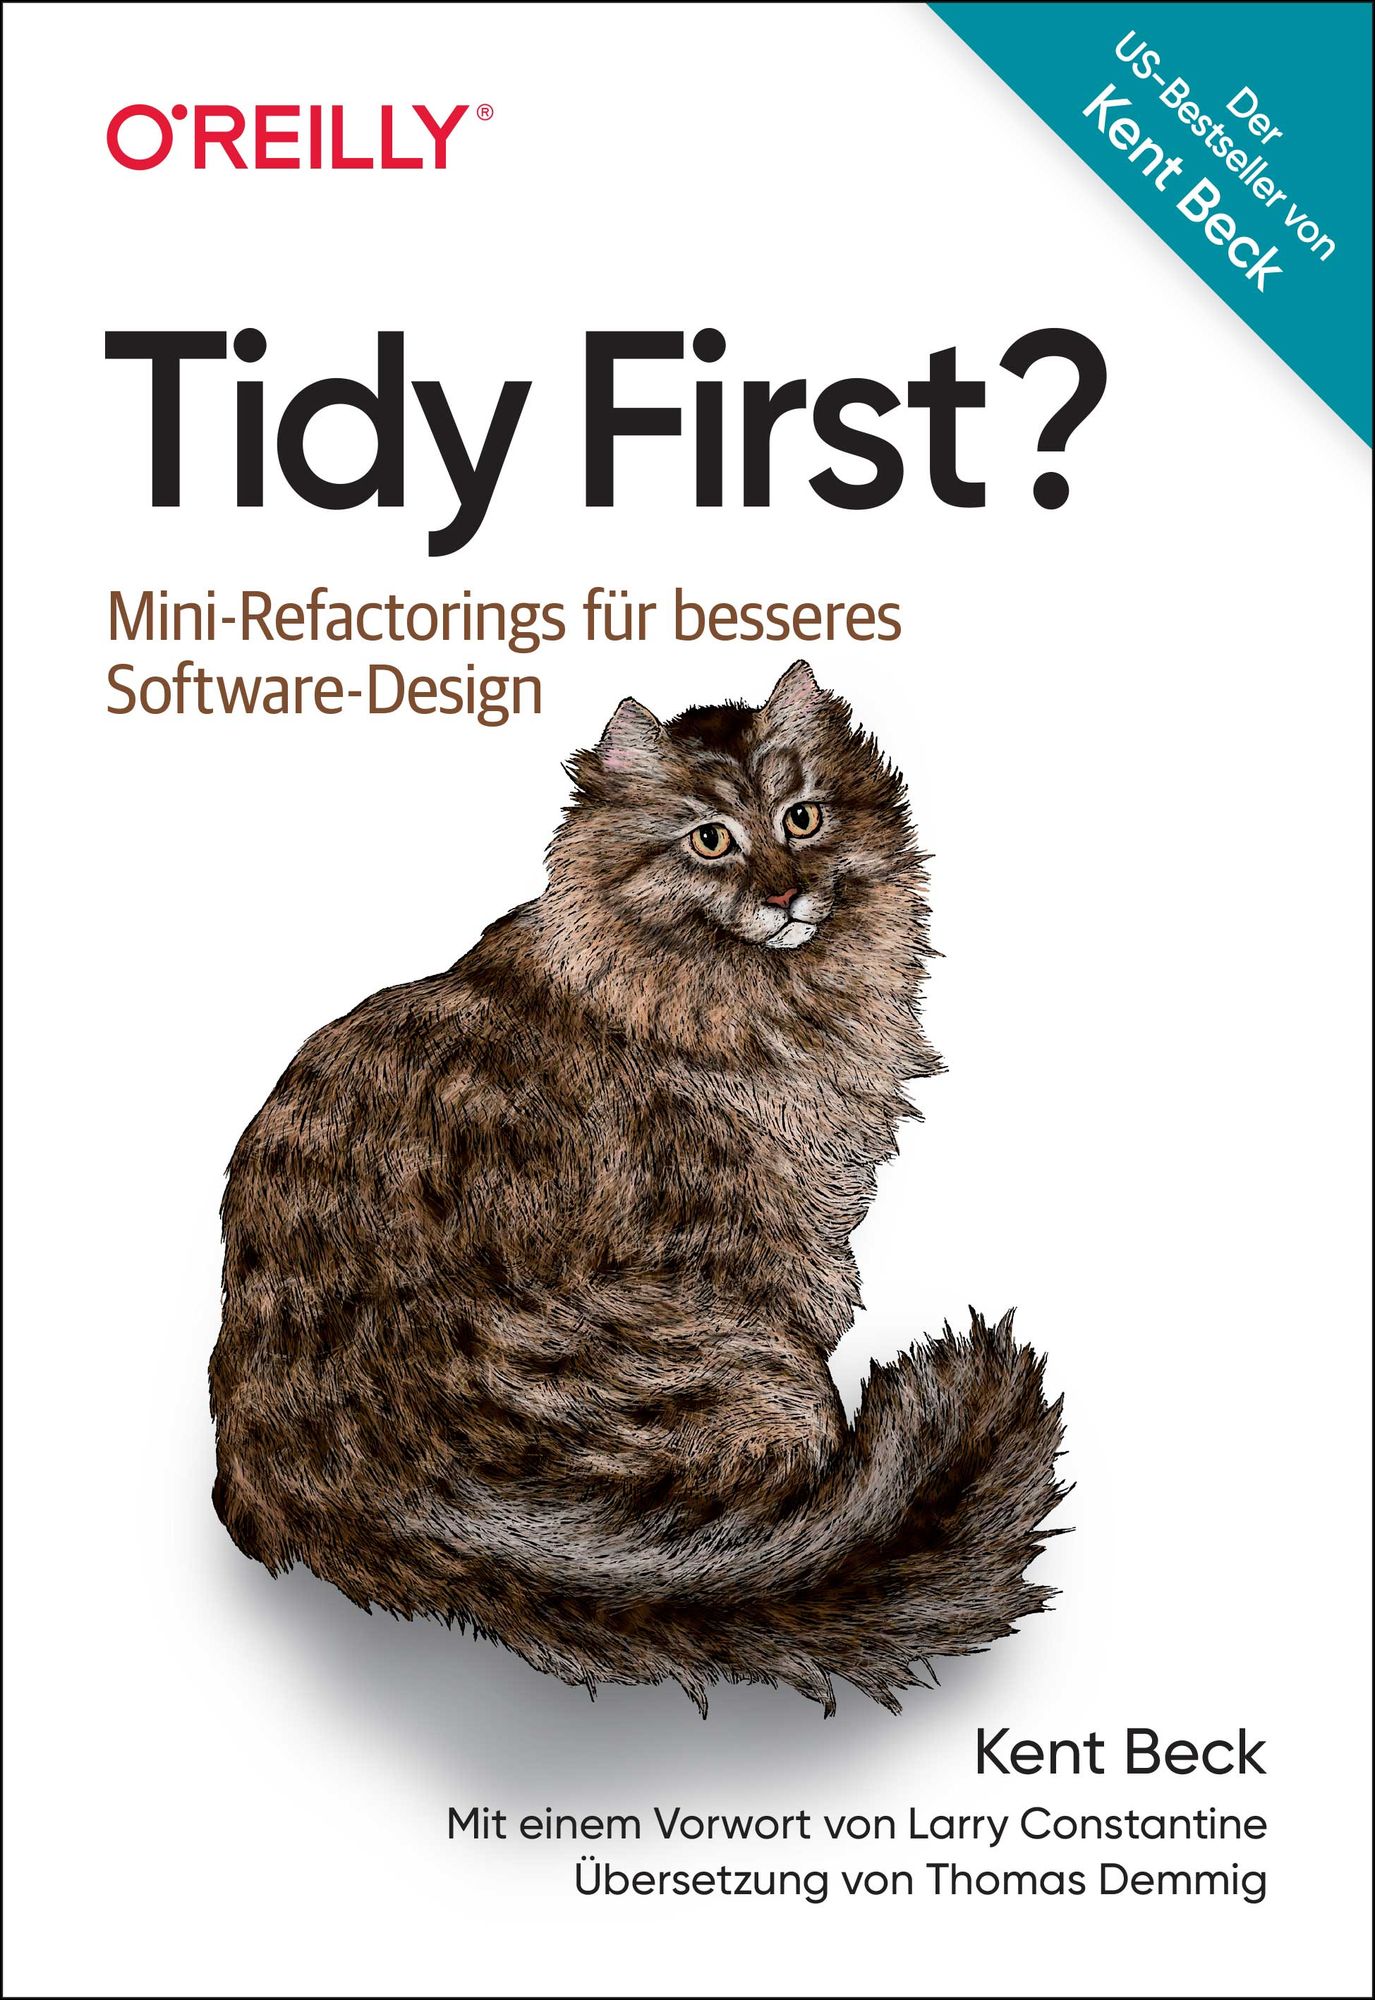 O'REILLY®
Der
US-Bestseller von
Kent Beck
Tidy First?
Mini-Refactorings für besseres
Software-Design
Kent Beck
Mit einem Vorwort von Larry Constantine
Übersetzung von Thomas Demmig